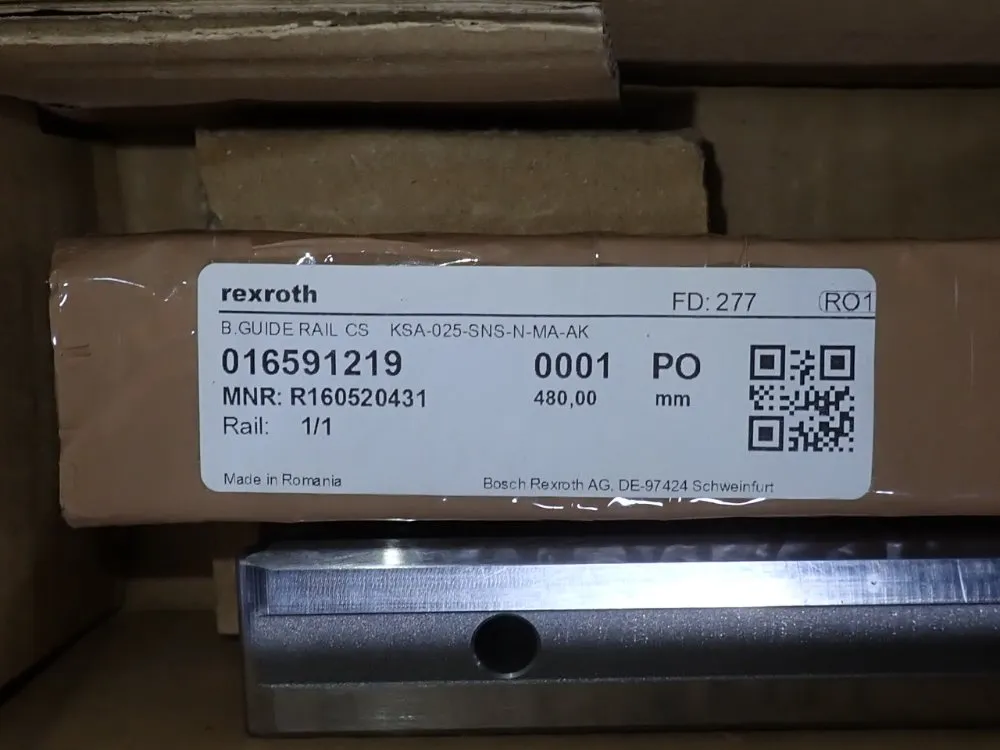 rexroth FD: 277 RO1
B.GUIDE RAIL CS KSA-025-SNS-N-MA-AK
016591219 0001 PO
MNR: R160520431 480,00 mm
Rail: 1/1
Made in Romania Bosch Rexroth AG, DE-97424 Schweinfurt